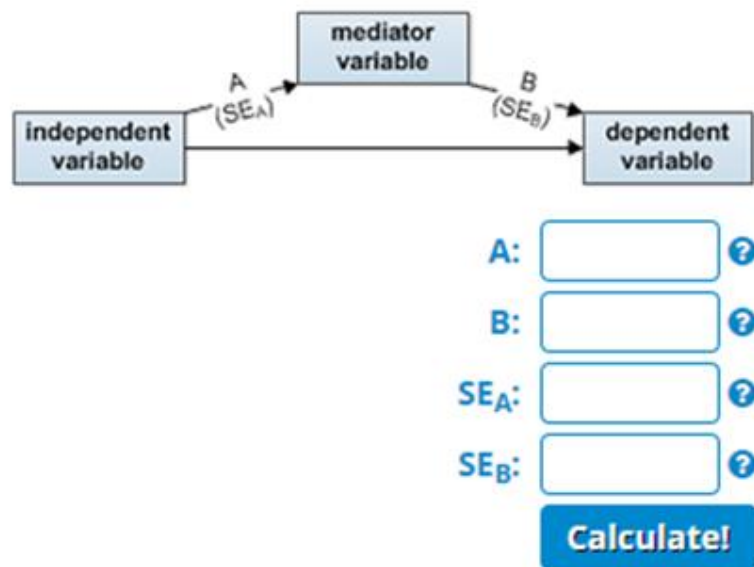 mediator
variable
A
(SEA)
B
(SEB)
independent
variable
dependent
variable
A:
?
B:
?
SEA:
?
SEB:
?
Calculate!